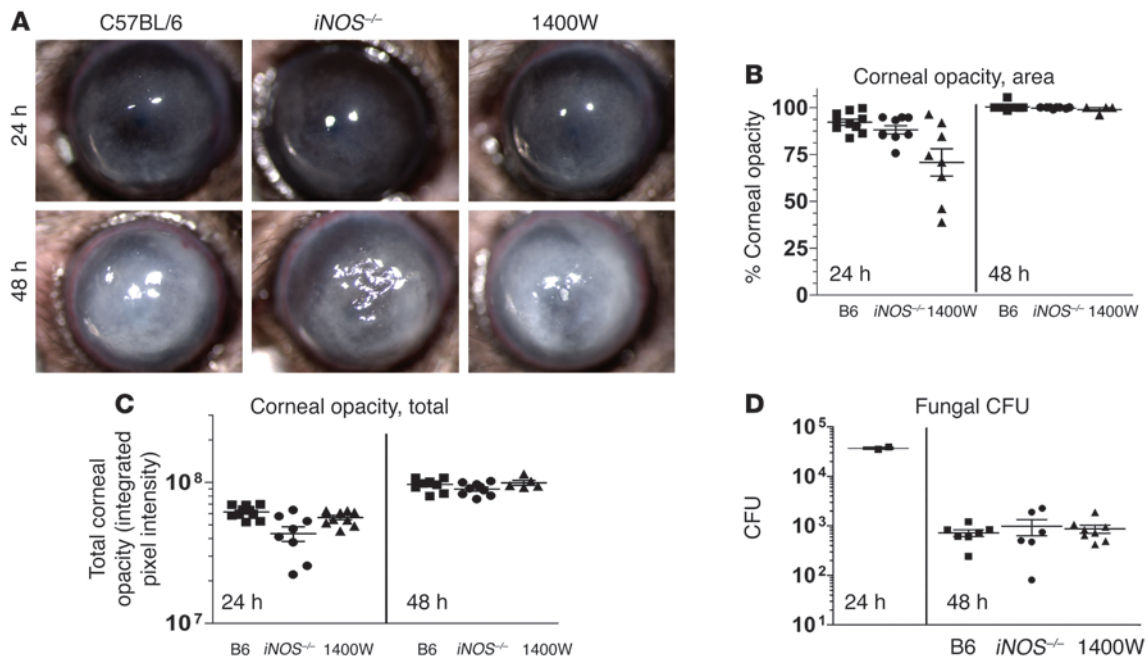 A
C57BL/6
iNOS–/–
1400W
24 h
48 h
B
Corneal opacity, area
% Corneal opacity
100
75
50
25
0
24 h
48 h
B6 iNOS–/– 1400W
B6 iNOS–/– 1400W
C
Corneal opacity, total
Total corneal
opacity (integrated
pixel intensity)
10⁸
10⁷
24 h
48 h
B6 iNOS–/– 1400W
B6 iNOS–/– 1400W
D
Fungal CFU
CFU
10⁵
10⁴
10³
10²
10¹
24 h
48 h
B6 iNOS–/– 1400W